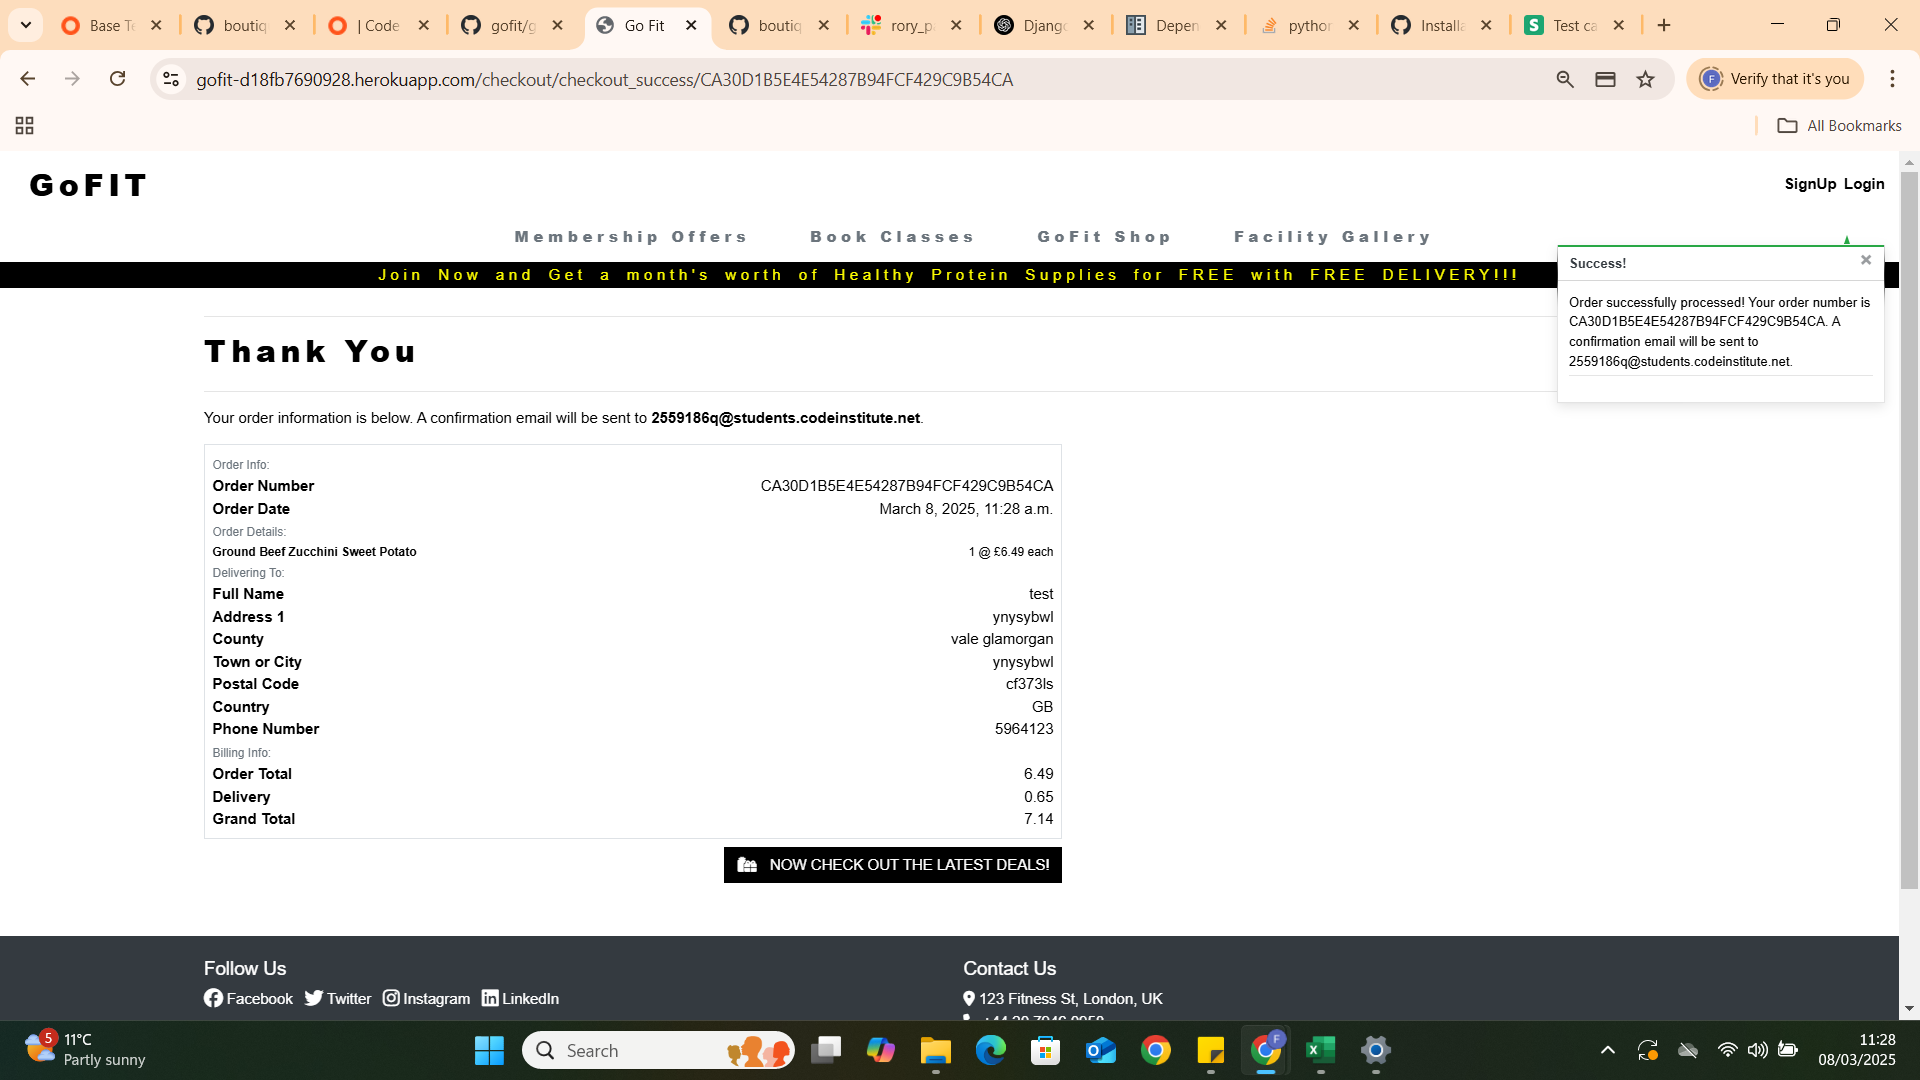 Base Te
boutiq
| Code
gofit/g
Go Fit
boutiq
rory_p
Djang
Depen
python
Installa
Test ca
gofit-d18fb7690928.herokuapp.com/checkout/checkout_success/CA30D1B5E4E54287B94FCF429C9B54CA
F
Verify that it's you
All Bookmarks
GoFIT
SignUp Login
Membership Offers
Book Classes
GoFit Shop
Facility Gallery
Join Now and Get a month's worth of Healthy Protein Supplies for FREE with FREE DELIVERY!!!
Success!
Order successfully processed! Your order number is
CA30D1B5E4E54287B94FCF429C9B54CA. A
confirmation email will be sent to
2559186q@students.codeinstitute.net.
Thank You
Your order information is below. A confirmation email will be sent to 2559186q@students.codeinstitute.net.
Order Info:
Order Number CA30D1B5E4E54287B94FCF429C9B54CA
Order Date March 8, 2025, 11:28 a.m.
Order Details:
Ground Beef Zucchini Sweet Potato 1 @ £6.49 each
Delivering To:
Full Name test
Address 1 ynysybwl
County vale glamorgan
Town or City ynysybwl
Postal Code cf373ls
Country GB
Phone Number 5964123
Billing Info:
Order Total 6.49
Delivery 0.65
Grand Total 7.14
NOW CHECK OUT THE LATEST DEALS!
Follow Us
Facebook Twitter Instagram LinkedIn
Contact Us
123 Fitness St, London, UK
5
11°C
Partly sunny
Search
F
11:28
08/03/2025